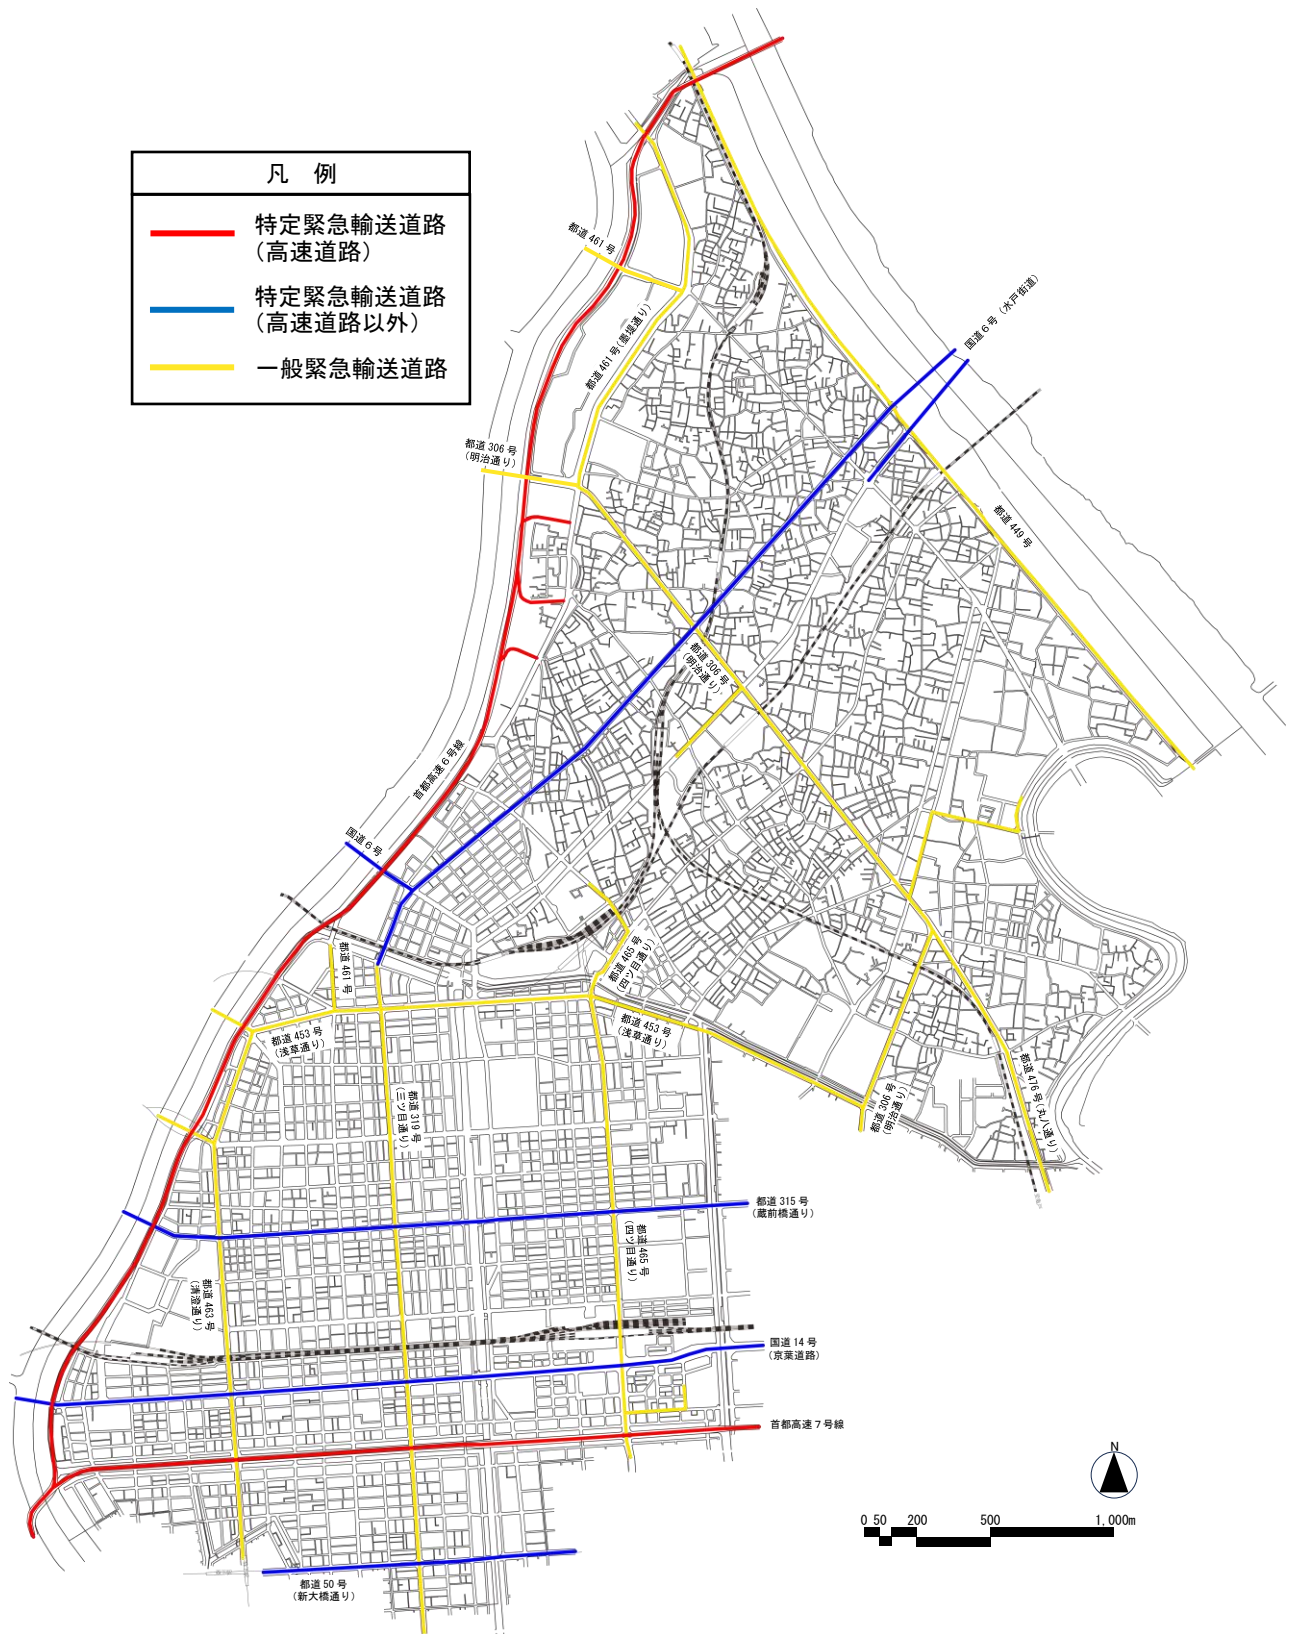 凡 例
特定緊急輸送道路
（高速道路）
特定緊急輸送道路
（高速道路以外）
一般緊急輸送道路
都道 461 号
国道６号（水戸街道）
都道 461 号（墨堤通り）
都道 306 号
（明治通り）
都道 449 号
都道 306 号
（明治通り）
首都高速６号線
国道６号
都道 461 号
都道 465 号
（四ツ目通り）
都道 453 号
（浅草通り）
都道 453 号
（浅草通り）
都道 319 号
（三ツ目通り）
都道 306 号
（明治通り）
都道 476 号（丸八通り）
都道 315 号
（蔵前橋通り）
都道 465 号
（四ツ目通り）
都道 463 号
（清澄通り）
国道 14 号
（京葉道路）
首都高速７号線
N
0 50 200 500 1,000m
都道 50 号
（新大橋通り）